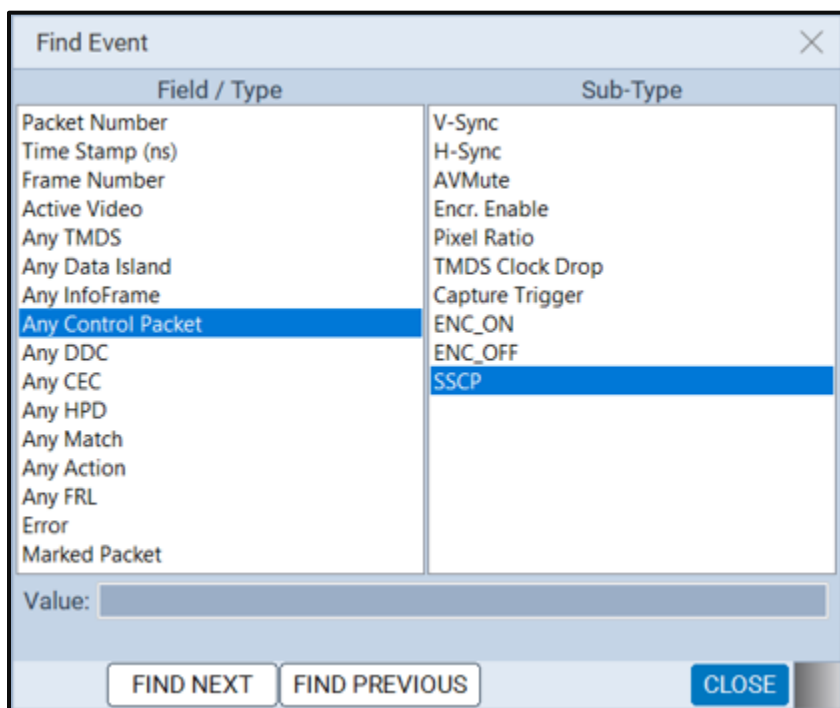 Find Event
Field / Type
Packet Number
Time Stamp (ns)
Frame Number
Active Video
Any TMDS
Any Data Island
Any InfoFrame
Any Control Packet
Any DDC
Any CEC
Any HPD
Any Match
Any Action
Any FRL
Error
Marked Packet
Sub-Type
V-Sync
H-Sync
AVMute
Encr. Enable
Pixel Ratio
TMDS Clock Drop
Capture Trigger
ENC_ON
ENC_OFF
SSCP
Value:
FIND NEXT
FIND PREVIOUS
CLOSE